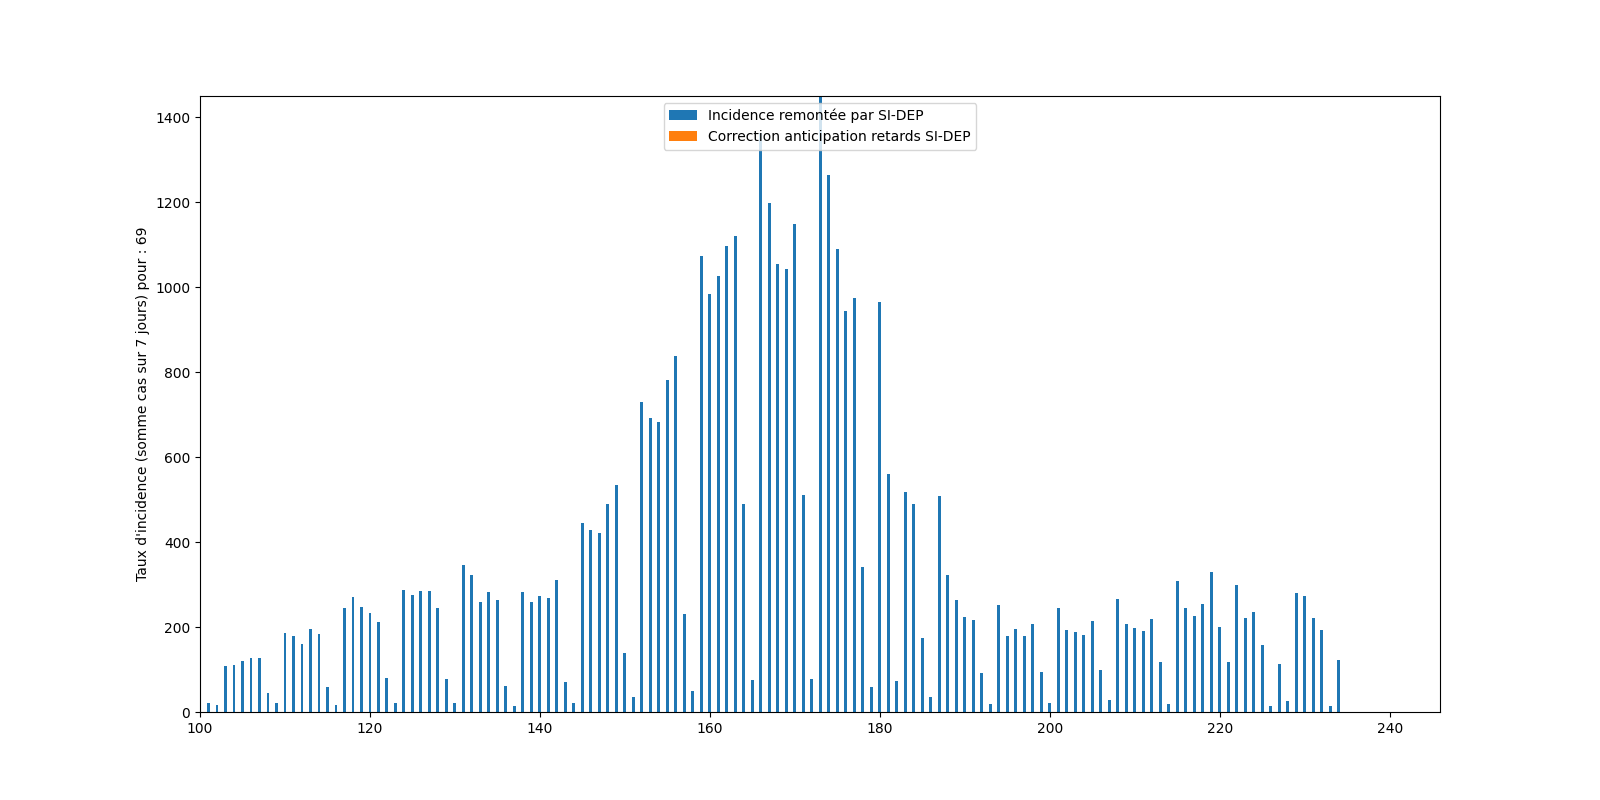 Incidence remontée par SI-DEP
Correction anticipation retards SI-DEP
Taux d'incidence (somme cas sur 7 jours) pour : 69
1400
1200
1000
800
600
400
200
0
100 120 140 160 180 200 220 240